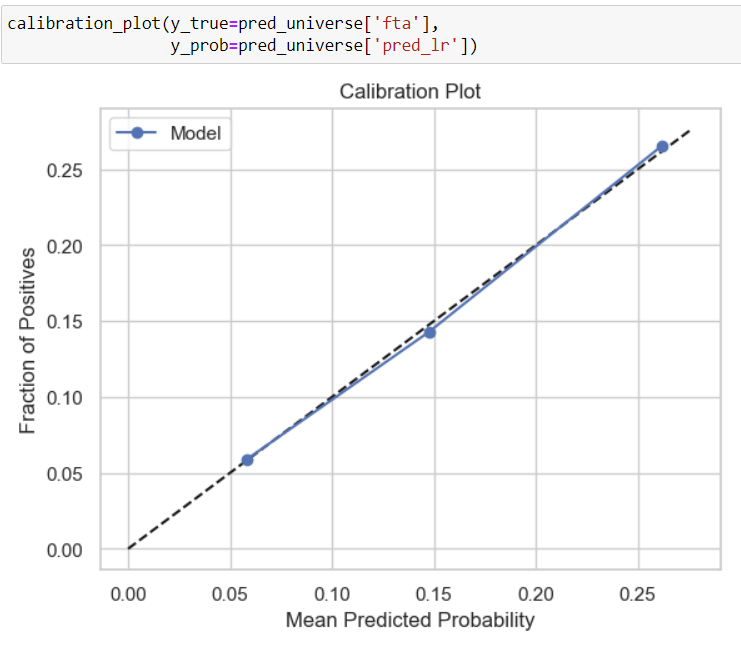 calibration_plot(y_true=pred_universe['fta'],
y_prob=pred_universe['pred_lr'])
Calibration Plot
Model
Fraction of Positives
0.25
0.20
0.15
0.10
0.05
0.00
0.00 0.05 0.10 0.15 0.20 0.25
Mean Predicted Probability